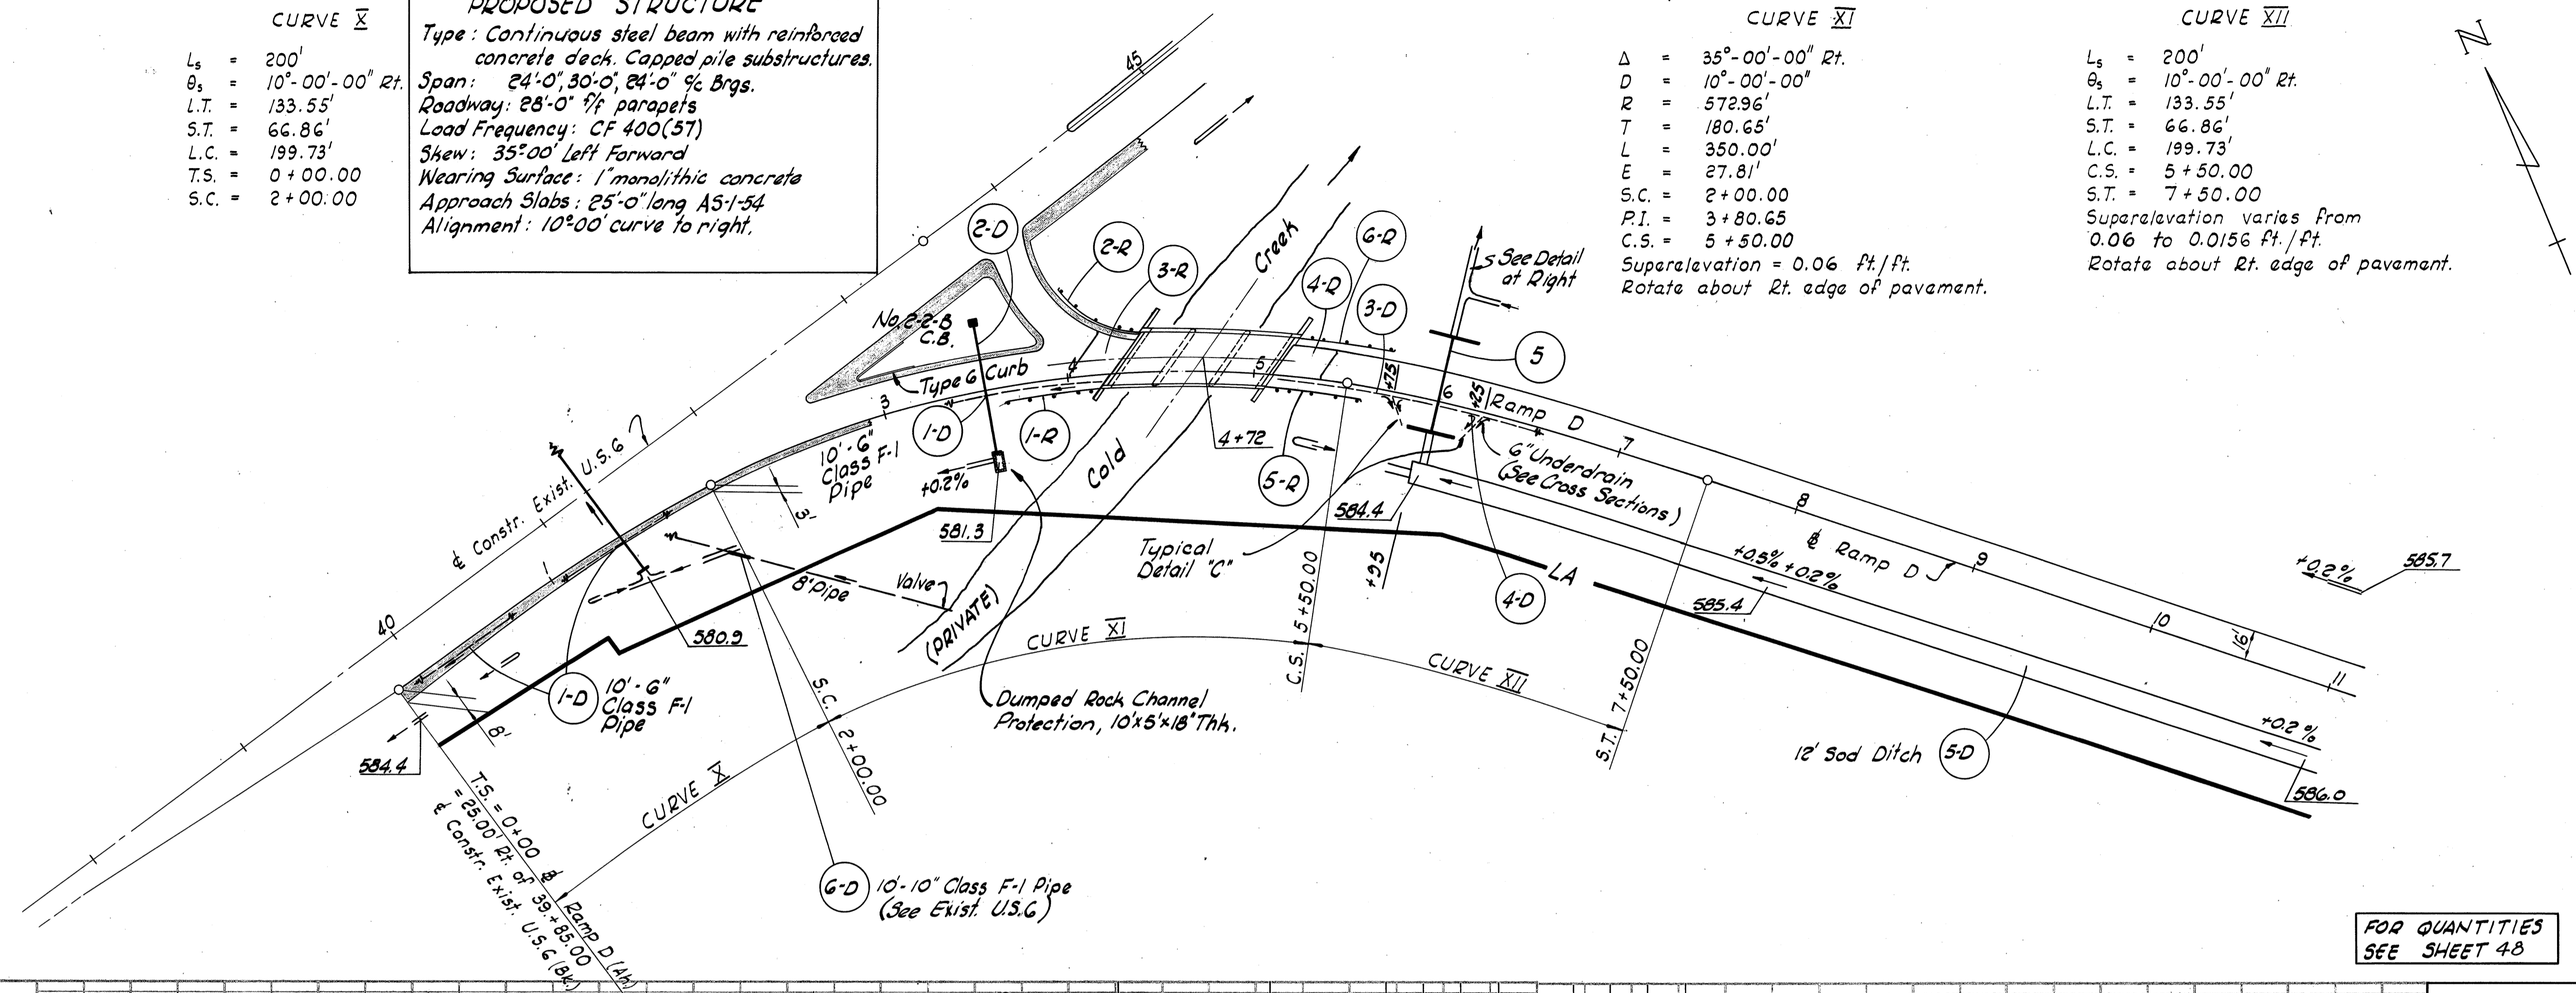 CURVE X
Ls = 200'
θs = 10°-00'-00" Rt.
L.T. = 133.55'
S.T. = 66.86'
L.C. = 199.73'
T.S. = 0+00.00
S.C. = 2+00.00
PROPOSED STRUCTURE
Type: Continuous steel beam with reinforced
concrete deck. Capped pile substructures.
Span: 24'-0", 30'-0", 24'-0" c/c Brgs.
Roadway: 28'-0" f/f parapets
Load Frequency: CF 400(57)
Skew: 35°00' Left Forward
Wearing Surface: 1" monolithic concrete
Approach Slabs: 25'-0" long AS-1-54
Alignment: 10°00' curve to right.
CURVE XI
Δ = 35°-00'-00" Rt.
D = 10°-00'-00"
R = 572.96'
T = 180.65'
L = 350.00'
E = 27.81'
S.C. = 2+00.00
P.I. = 3+80.65
C.S. = 5+50.00
Superelevation = 0.06 ft./ft.
Rotate about Rt. edge of pavement.
CURVE XII
Ls = 200'
θs = 10°-00'-00" Rt.
L.T. = 133.55'
S.T. = 66.86'
L.C. = 199.73'
C.S. = 5+50.00
S.T. = 7+50.00
Superelevation varies from
0.06 to 0.0156 ft./ft.
Rotate about Rt. edge of pavement.
N
45
2-D
2-R
3-R
Creek
6-R
4-R
3-D
See Detail
at Right
5
No. 2-2-B
C.B.
Type 6 Curb
3
4
5
+75
6
+25
Ramp D
7
1-D
1-R
4+72
5-R
Cold
10'-6"
Class F-1
Pipe
+0.2%
3'
6" Underdrain
(See Cross Sections)
℄ Constr. Exist. U.S.6
581.3
584.4
Typical
Detail "C"
+95
8
℄ Ramp D
9
+0.2%
585.7
1
40
8" Pipe
Valve
(PRIVATE)
LA
+0.5%
+0.2%
4-D
585.4
10
16'
11
580.9
CURVE XI
C.S. 5+50.00
CURVE XII
S.T. 7+50.00
1-D
10'-6"
Class F-1
Pipe
8'
S.C. 2+00.00
Dumped Rock Channel
Protection, 10'x5'x18" Thk.
584.4
CURVE X
12' Sod Ditch
5-D
+0.2%
586.0
T.S. = 0+00 ℄ Ramp D (Ah.)
= 25.00' Rt. of 39+85.00
℄ Constr. Exist. U.S.6 (Bk.)
6-D
10'-10" Class F-1 Pipe
(See Exist. U.S.6)
FOR QUANTITIES
SEE SHEET 48